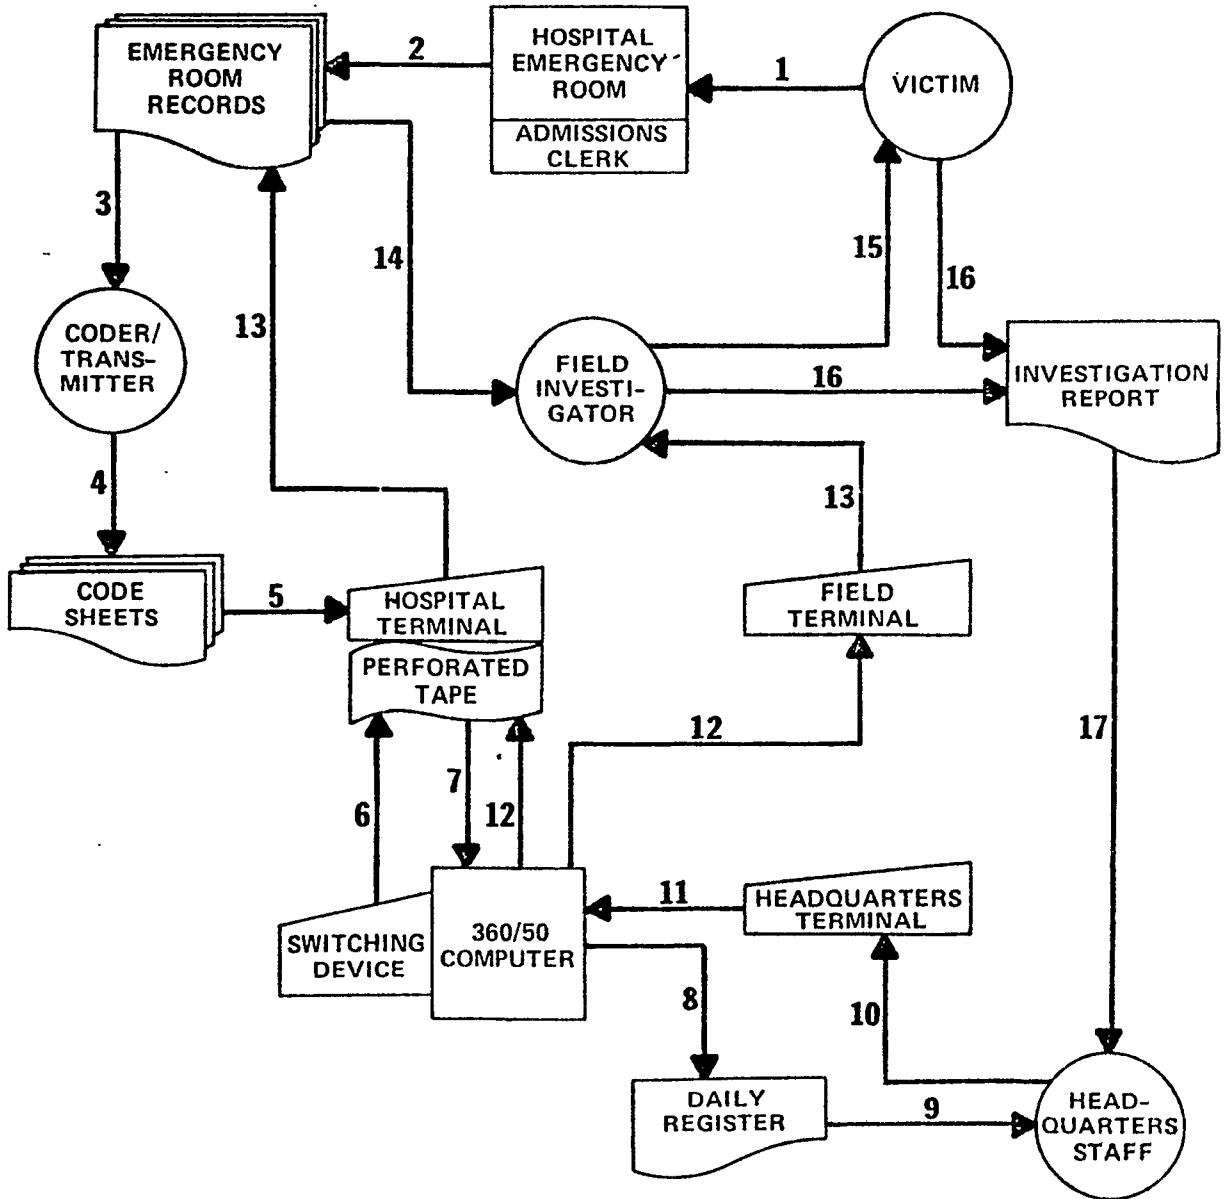 EMERGENCY
ROOM
RECORDS
2
HOSPITAL
EMERGENCY
ROOM
ADMISSIONS
CLERK
1
VICTIM
3
14
15
16
13
CODER/
TRANS-
MITTER
FIELD
INVESTI-
GATOR
16
INVESTIGATION
REPORT
4
13
CODE
SHEETS
5
HOSPITAL
TERMINAL
FIELD
TERMINAL
PERFORATED
TAPE
6
7
12
12
17
SWITCHING
DEVICE
360/50
COMPUTER
11
HEADQUARTERS
TERMINAL
8
10
DAILY
REGISTER
9
HEAD-
QUARTERS
STAFF